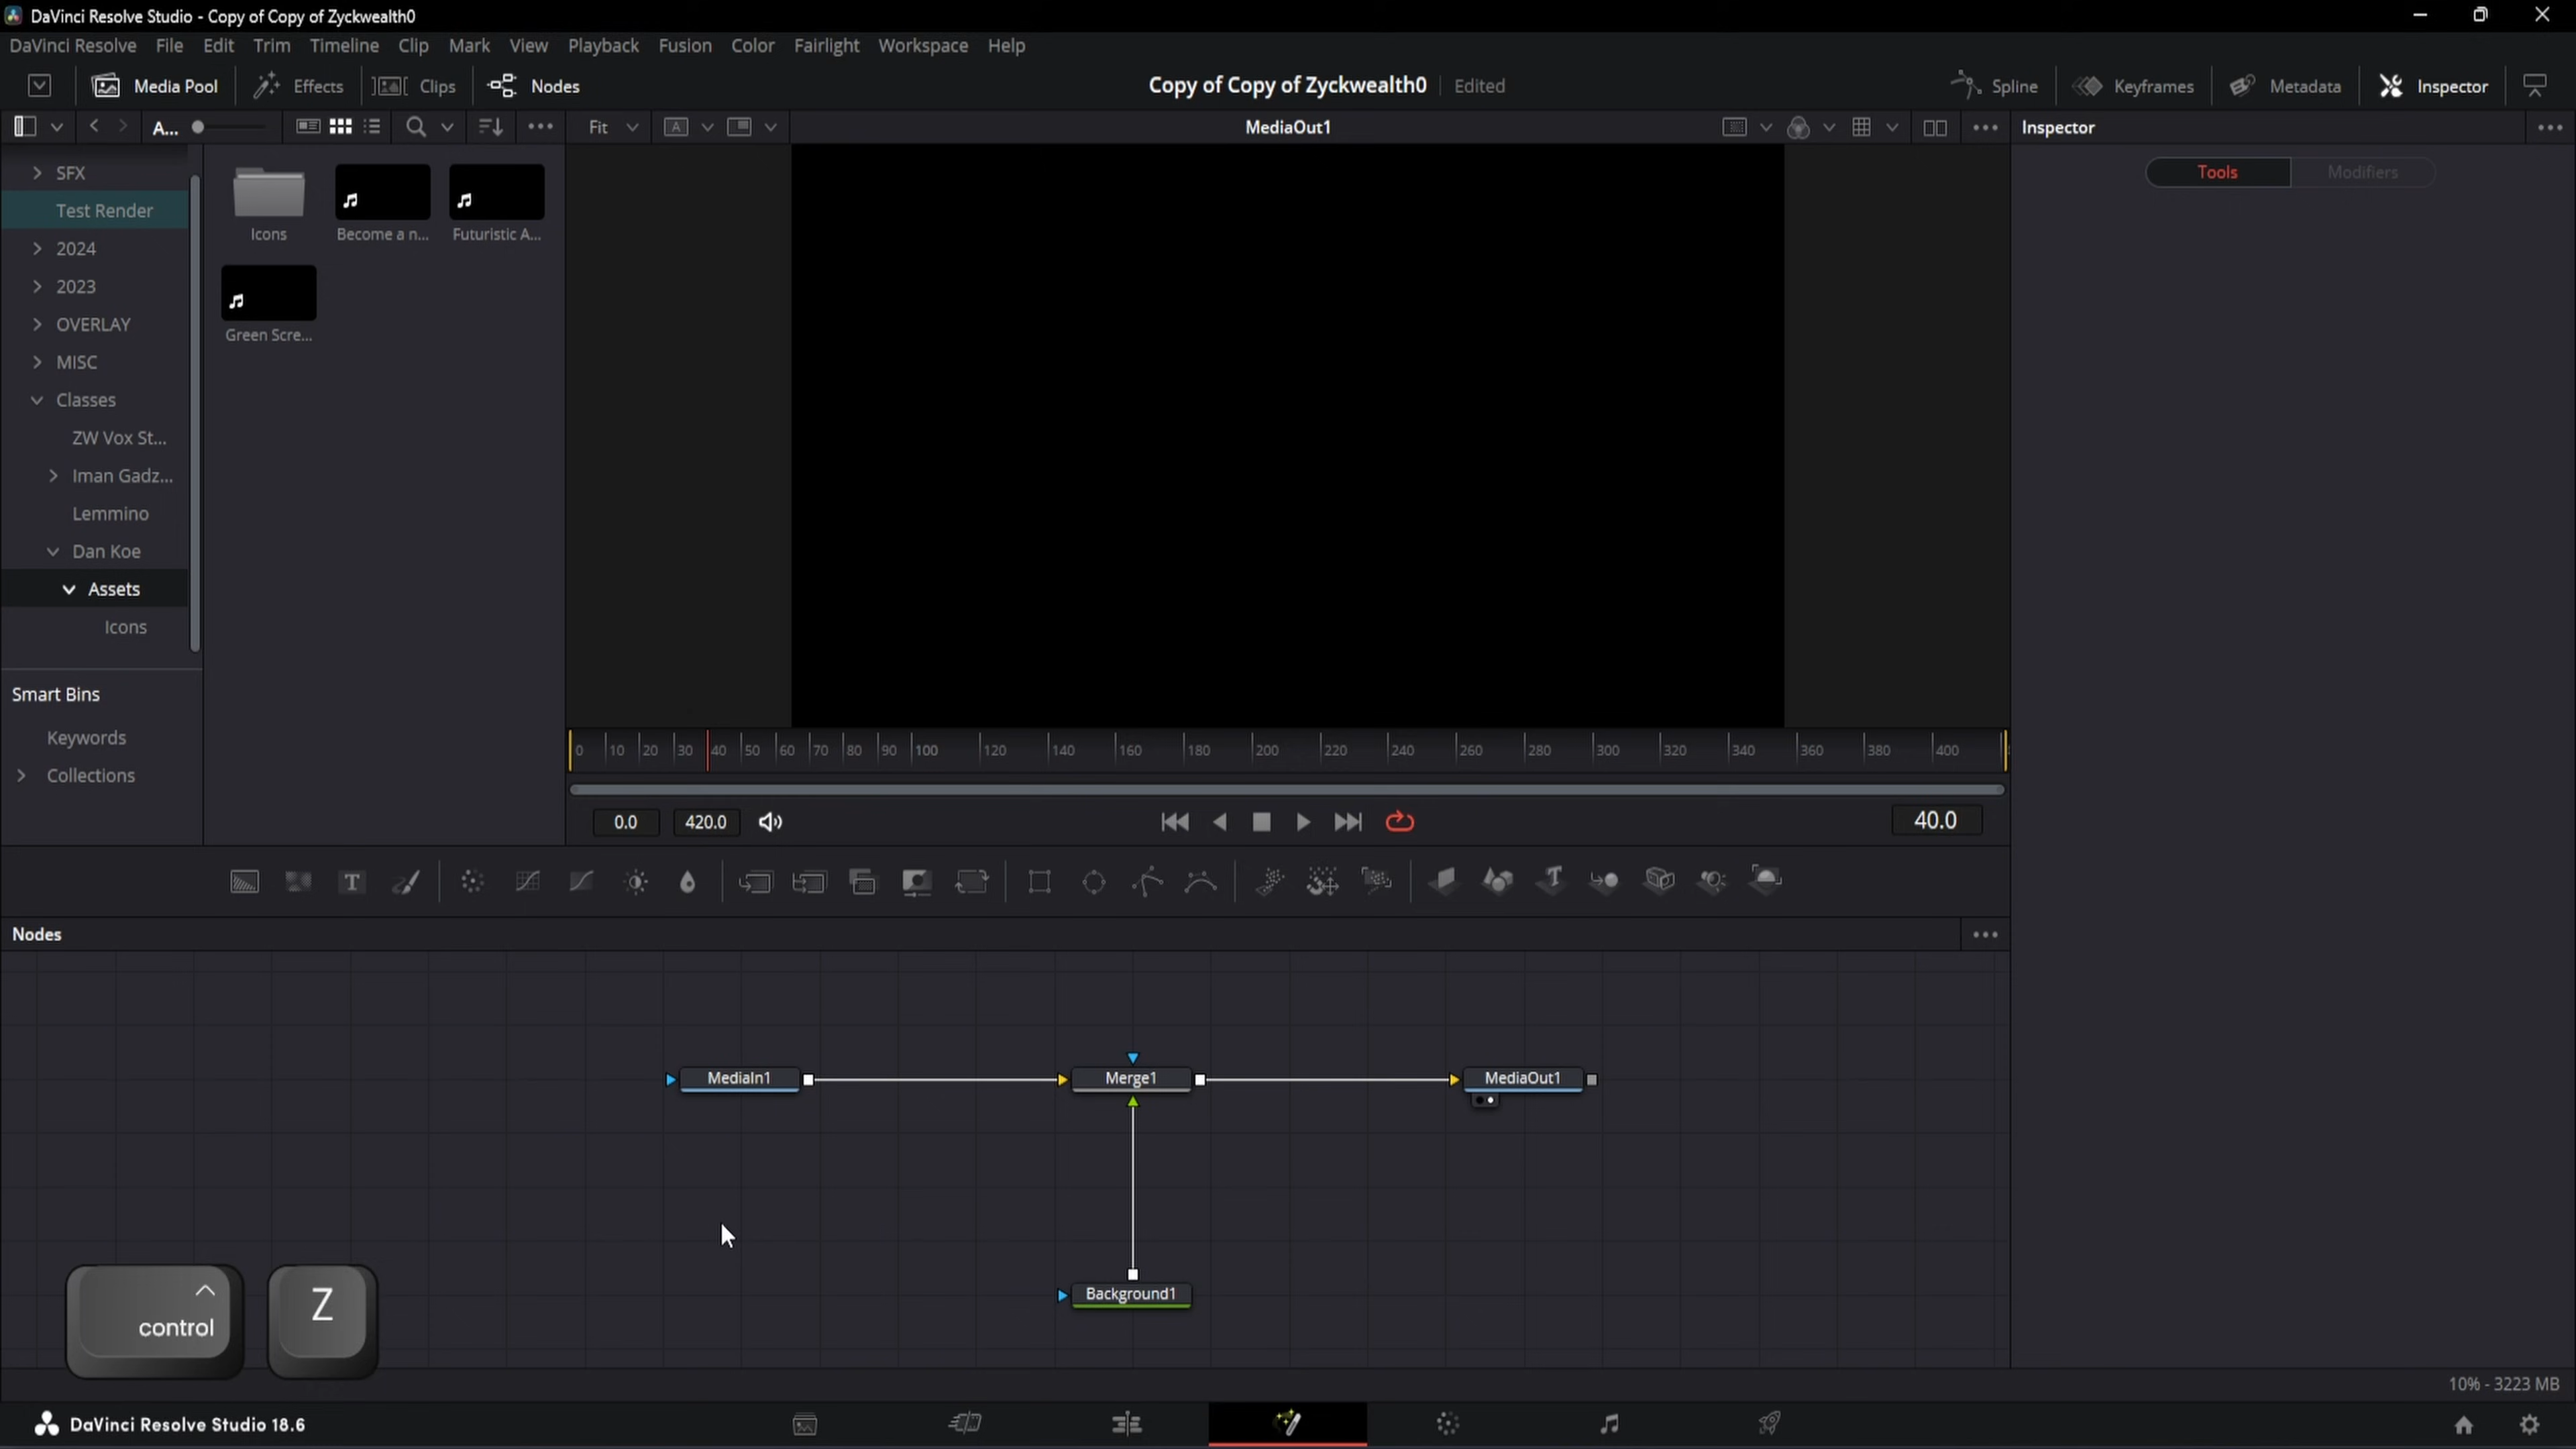 DaVinci Resolve Studio - Copy of Copy of Zyckwealth0
DaVinci Resolve File Edit Trim Timeline Clip Mark View Playback Fusion Color Fairlight Workspace Help
Media Pool Effects Clips Nodes Copy of Copy of Zyckwealth0 Edited Spline Keyframes Metadata Inspector
A... Fit A MediaOut1 Inspector
Tools Modifiers
SFX
Test Render
2024
2023
OVERLAY
MISC
Classes
ZW Vox St...
Iman Gadz...
Lemmino
Dan Koe
Assets
Icons
Smart Bins
Keywords
Collections
Icons Become a n... Futuristic A...
Green Scre...
0 10 20 30 40 50 60 70 80 90 100 120 140 160 180 200 220 240 260 280 300 320 340 360 380 400
0.0 420.0 40.0
T T
Nodes
MediaIn1 Merge1 MediaOut1
Background1
control Z
10% - 3223 MB
DaVinci Resolve Studio 18.6